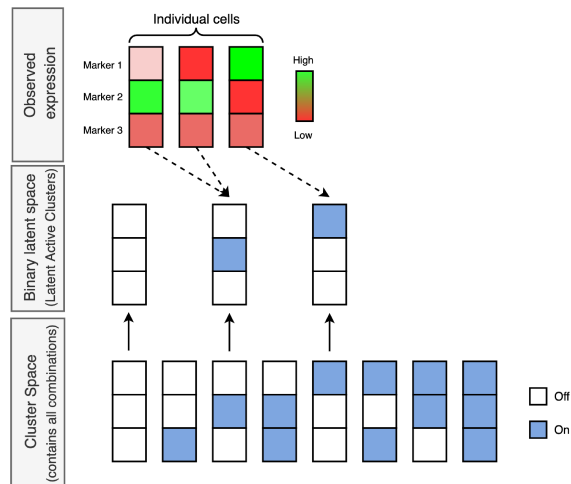 Individual cells
Observed
expression
Marker 1
Marker 2
Marker 3
High
Low
Binary latent space
(Latent Active Clusters)
Cluster Space
(contains all combinations)
Off
On